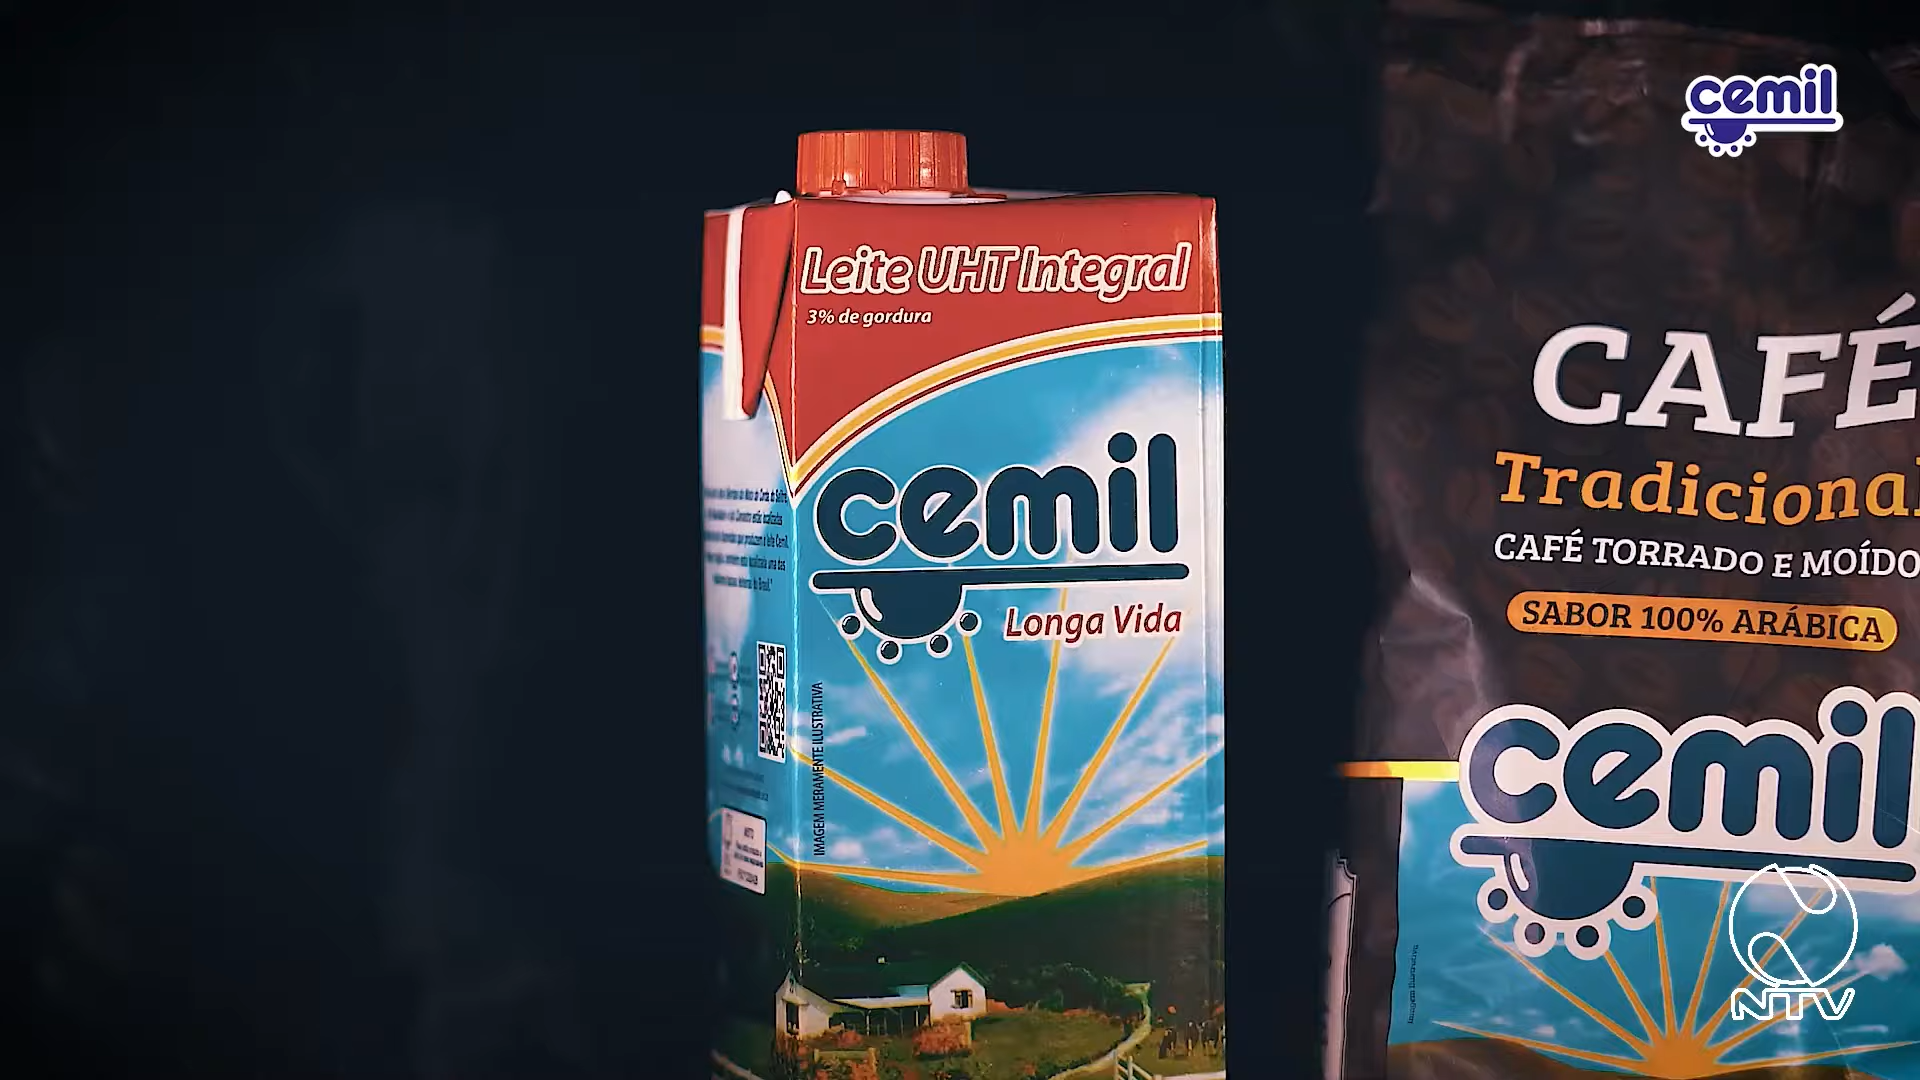 cemil
Leite UHT Integral
3% de gordura
cemil
Longa Vida
IMAGEM MERAMENTE ILUSTRATIVA
CAFÉ
Tradicional
CAFÉ TORRADO E MOÍDO
SABOR 100% ARÁBICA
cemil
NTV